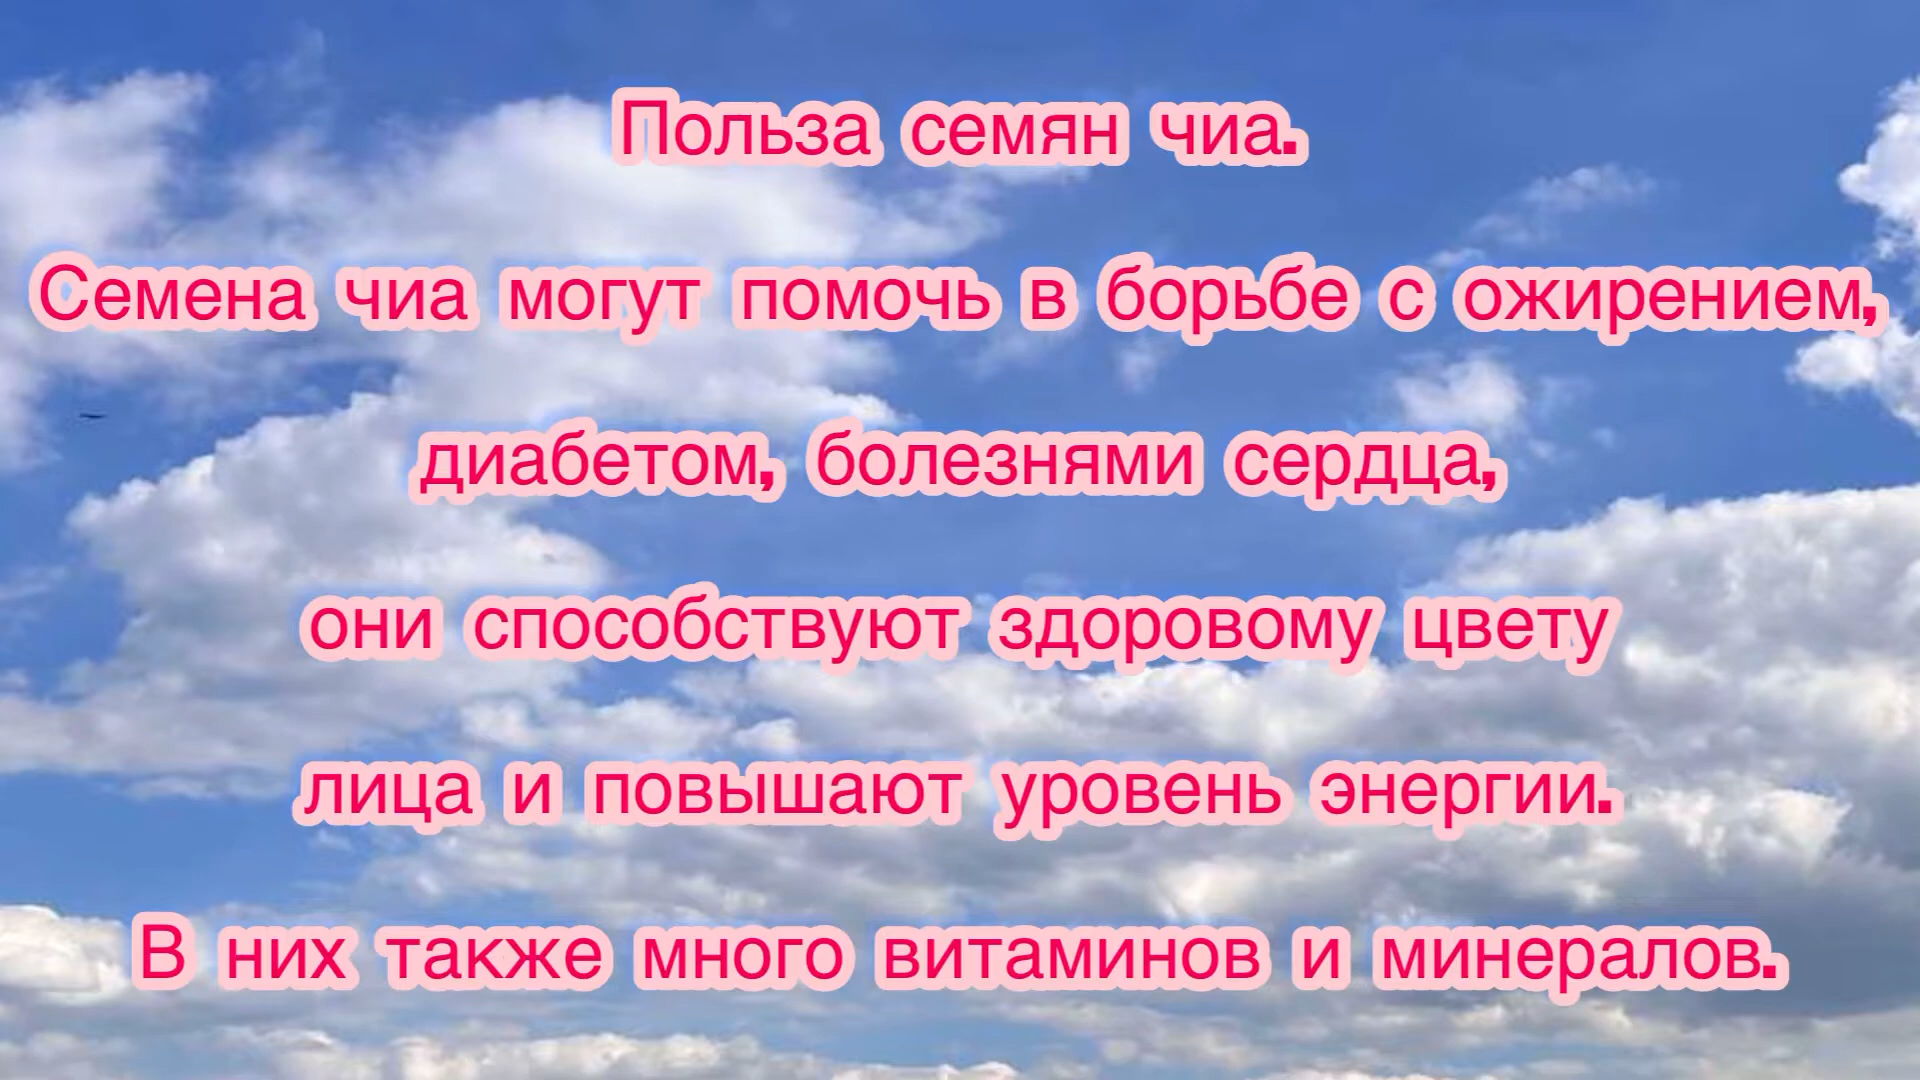 Польза семян чиа.
Семена чиа могут помочь в борьбе с ожирением,
диабетом, болезнями сердца,
они способствуют здоровому цвету
лица и повышают уровень энергии.
В них также много витаминов и минералов.